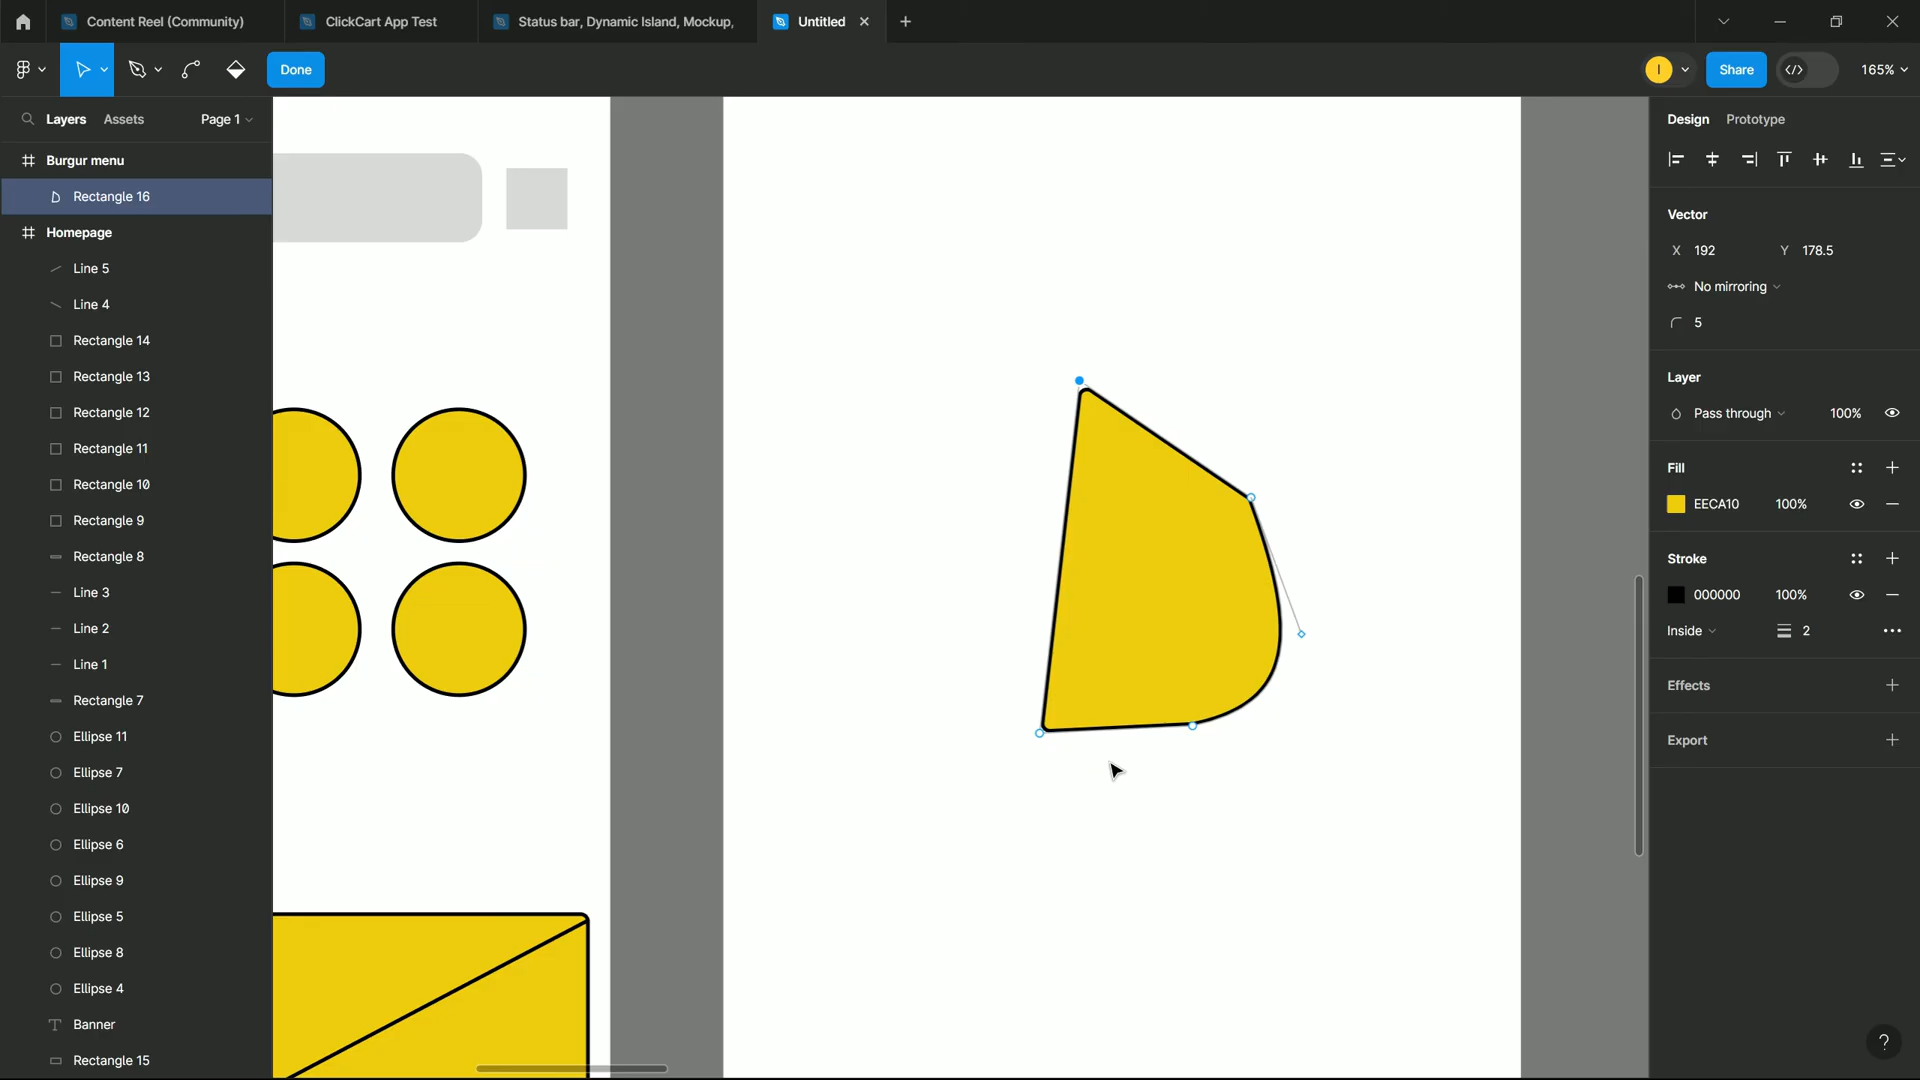 Content Reel (Community)
ClickCart App Test
Status bar, Dynamic Island, Mockup,
Untitled
Done
I
Share
165%
Layers
Assets
Page 1
Burgur menu
Rectangle 16
Homepage
Line 5
Line 4
Rectangle 14
Rectangle 13
Rectangle 12
Rectangle 11
Rectangle 10
Rectangle 9
Rectangle 8
Line 3
Line 2
Line 1
Rectangle 7
Ellipse 11
Ellipse 7
Ellipse 10
Ellipse 6
Ellipse 9
Ellipse 5
Ellipse 8
Ellipse 4
Banner
Rectangle 15
Design
Prototype
Vector
X 192 Y 178.5
No mirroring
5
Layer
Pass through 100%
Fill
EECA10 100%
Stroke
000000 100%
Inside 2
Effects
Export
?